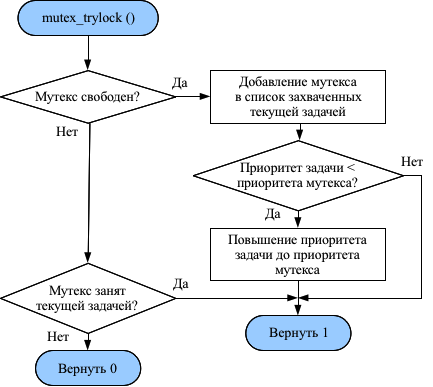 mutex_trylock ()
Мутекс свободен?
Да
Нет
Добавление мутекса
в список захваченных
текущей задачей
Приоритет задачи <
приоритета мутекса?
Нет
Да
Повышение приоритета
задачи до приоритета
мутекса
Мутекс занят
текущей задачей?
Да
Нет
Вернуть 1
Вернуть 0